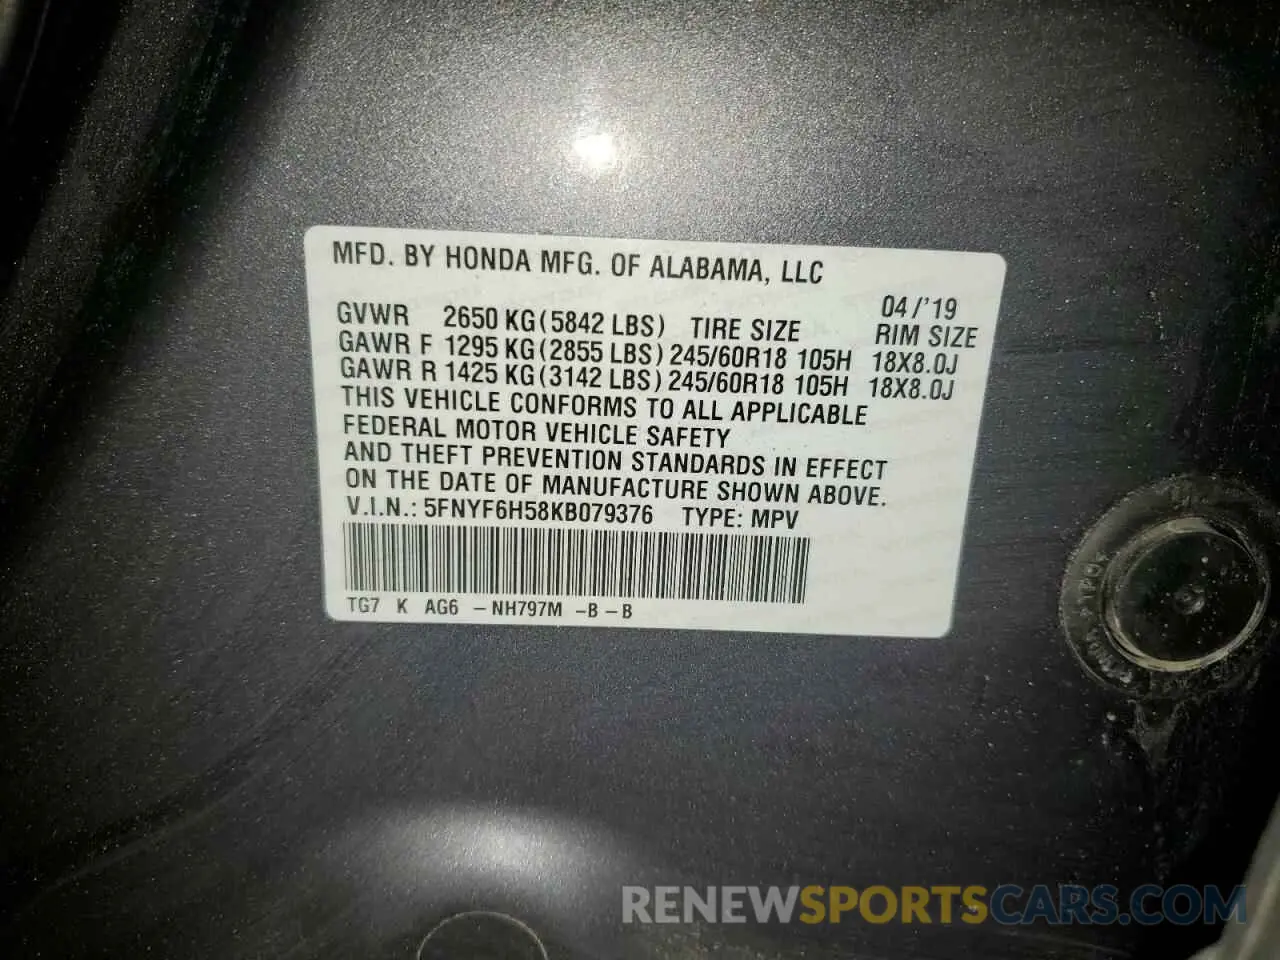 MFD. BY HONDA MFG. OF ALABAMA, LLC
04/'19
GVWR 2650 KG(5842 LBS) TIRE SIZE RIM SIZE
GAWR F 1295 KG(2855 LBS) 245/60R18 105H 18X8.0J
GAWR R 1425 KG(3142 LBS) 245/60R18 105H 18X8.0J
THIS VEHICLE CONFORMS TO ALL APPLICABLE
FEDERAL MOTOR VEHICLE SAFETY
AND THEFT PREVENTION STANDARDS IN EFFECT
ON THE DATE OF MANUFACTURE SHOWN ABOVE.
V.I.N.: 5FNYF6H58KB079376 TYPE: MPV
TG7 K AG6 -NH797M -B-B
RENEWSPORTSCARS.COM